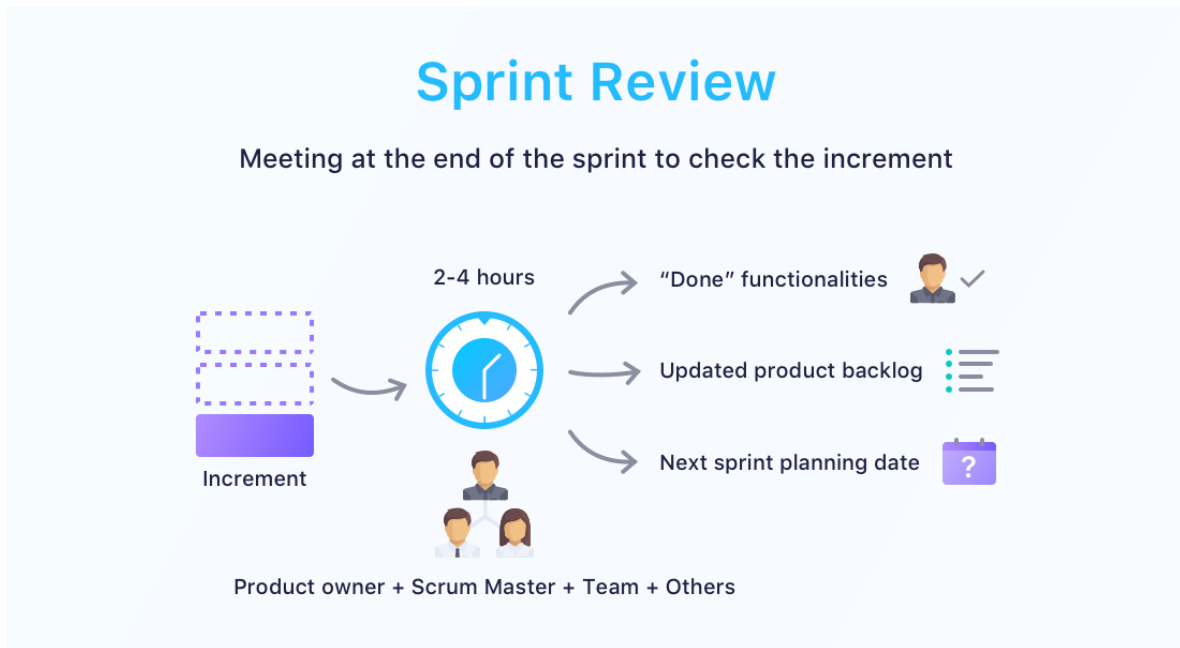 Sprint Review
Meeting at the end of the sprint to check the increment
2-4 hours
“Done” functionalities
Updated product backlog
Next sprint planning date
?
Increment
Product owner + Scrum Master + Team + Others